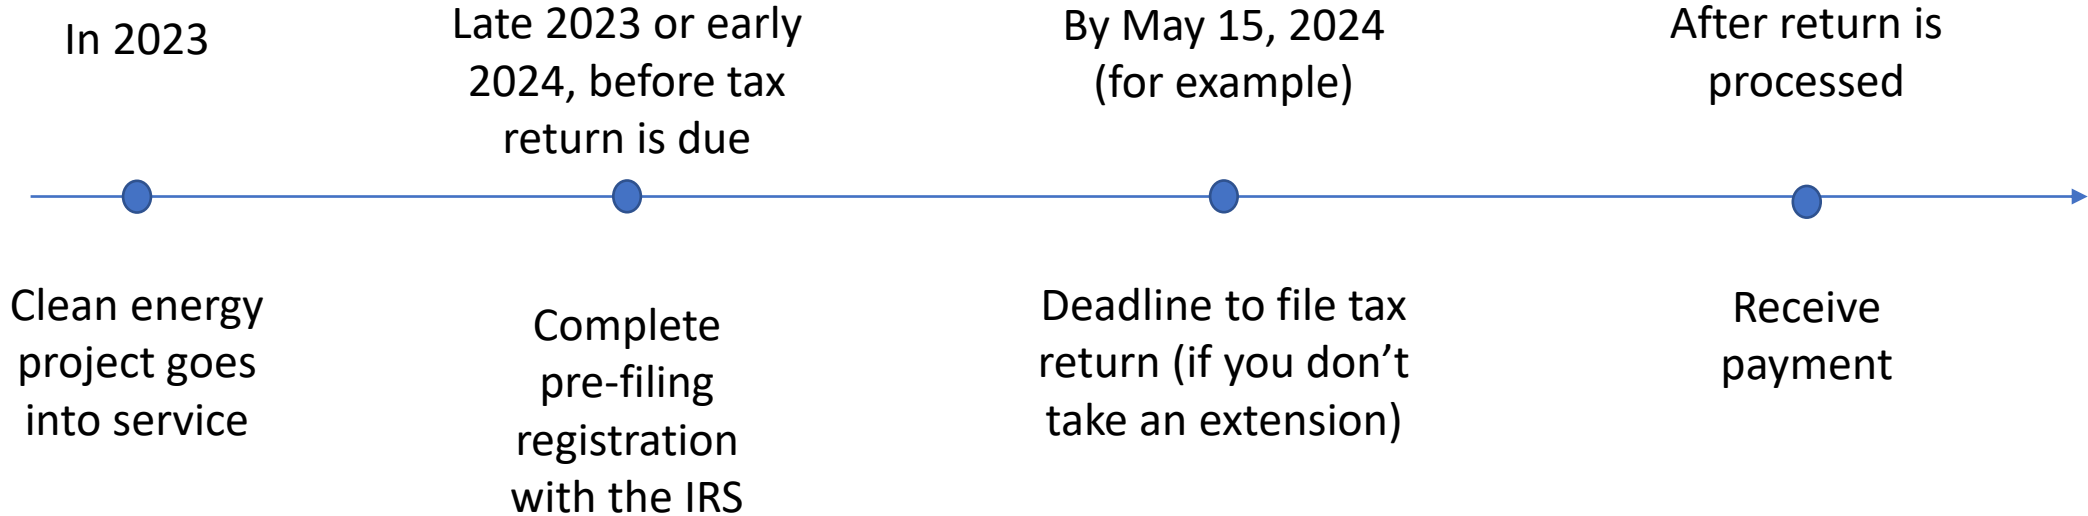 In 2023
Late 2023 or early
2024, before tax
return is due
By May 15, 2024
(for example)
After return is
processed
Clean energy
project goes
into service
Complete
pre-filing
registration
with the IRS
Deadline to file tax
return (if you don’t
take an extension)
Receive
payment